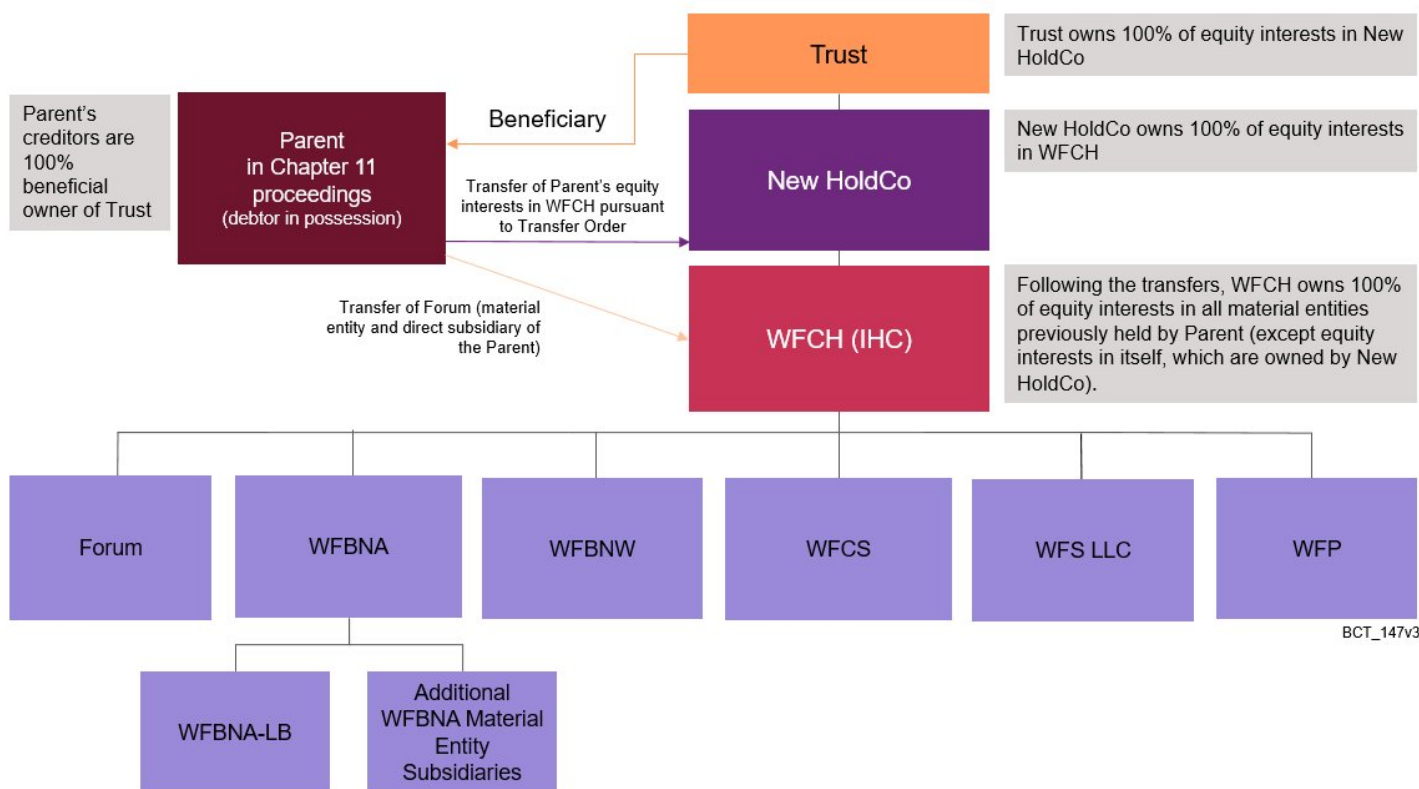 Trust
Trust owns 100% of equity interests in New
HoldCo
Parent's
creditors are
100%
beneficial
owner of Trust
Parent
in Chapter 11
proceedings
(debtor in possession)
Beneficiary
New HoldCo
New HoldCo owns 100% of equity interests
in WFCH
Transfer of Parent's equity
interests in WFCH pursuant
to Transfer Order
Transfer of Forum (material
entity and direct subsidiary of
the Parent)
WFCH (IHC)
Following the transfers, WFCH owns 100%
of equity interests in all material entities
previously held by Parent (except equity
interests in itself, which are owned by New
HoldCo).
Forum
WFBNA
WFBNW
WFCS
WFS LLC
WFP
BCT_147v3
WFBNA-LB
Additional
WFBNA Material
Entity
Subsidiaries